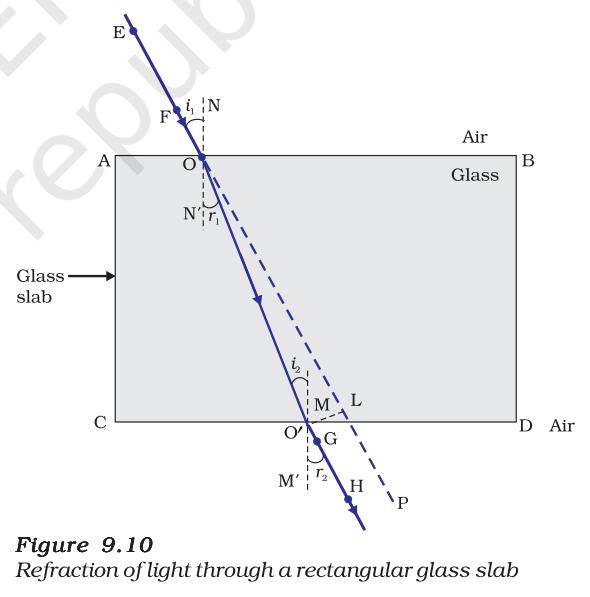 E
F i₁ N
Air
A O B
Glass
N′ r₁
Glass
slab
i₂
M L
C O′ D Air
G
M′ r₂
H
P
Figure 9.10
Refraction of light through a rectangular glass slab
republ